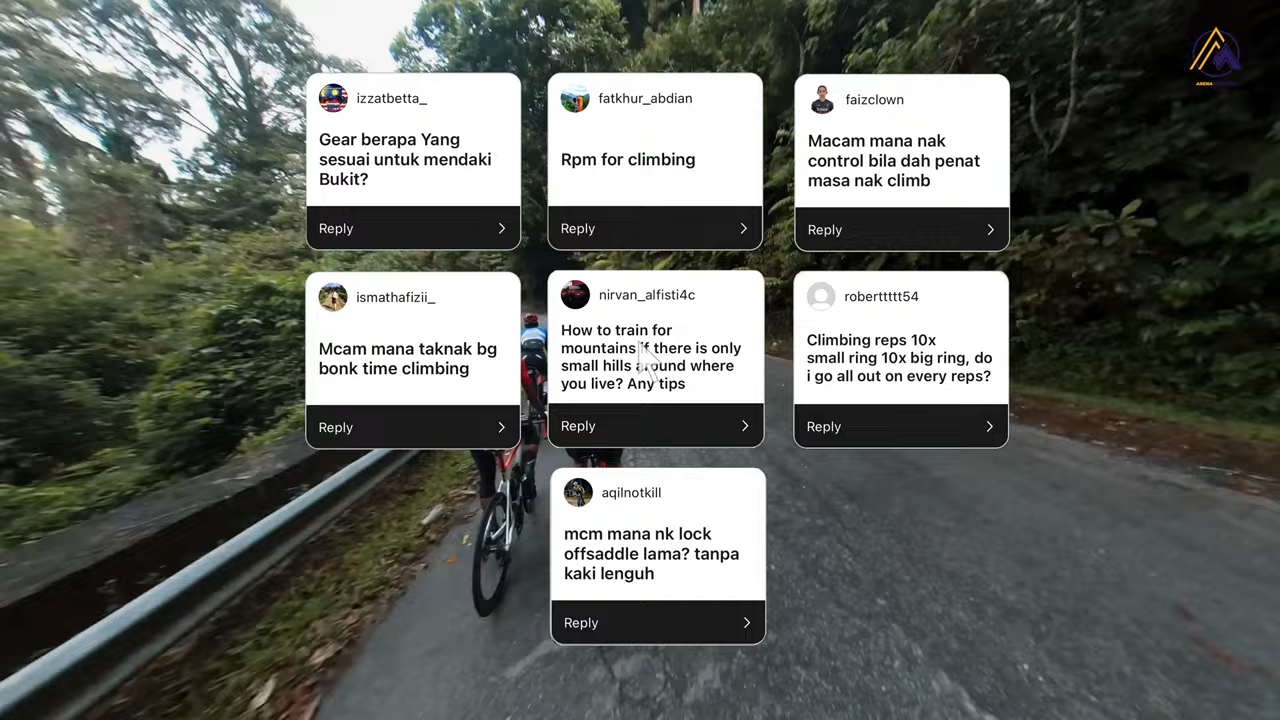 izzatbetta_
Gear berapa Yang
sesuai untuk mendaki
Bukit?
Reply
fatkhur_abdian
Rpm for climbing
Reply
faizclown
Macam mana nak
control bila dah penat
masa nak climb
Reply
ismathafizii_
Mcam mana taknak bg
bonk time climbing
Reply
nirvan_alfisti4c
How to train for
mountains if there is only
small hills around where
you live? Any tips
Reply
roberttttt54
Climbing reps 10x
small ring 10x big ring, do
i go all out on every reps?
Reply
aqilnotkill
mcm mana nk lock
offsaddle lama? tanpa
kaki lenguh
Reply
ARENA